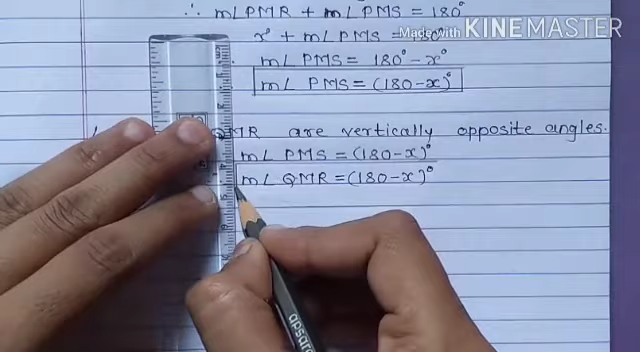 ∴ m∠PMR + m∠PMS = 180°
x° + m∠PMS =
Made with KINEMASTER
m∠PMS = 180° - x°
m∠PMS = (180-x)°
QMR are vertically opposite angles.
m∠PMS = (180-x)°
m∠QMR = (180-x)°
apsara